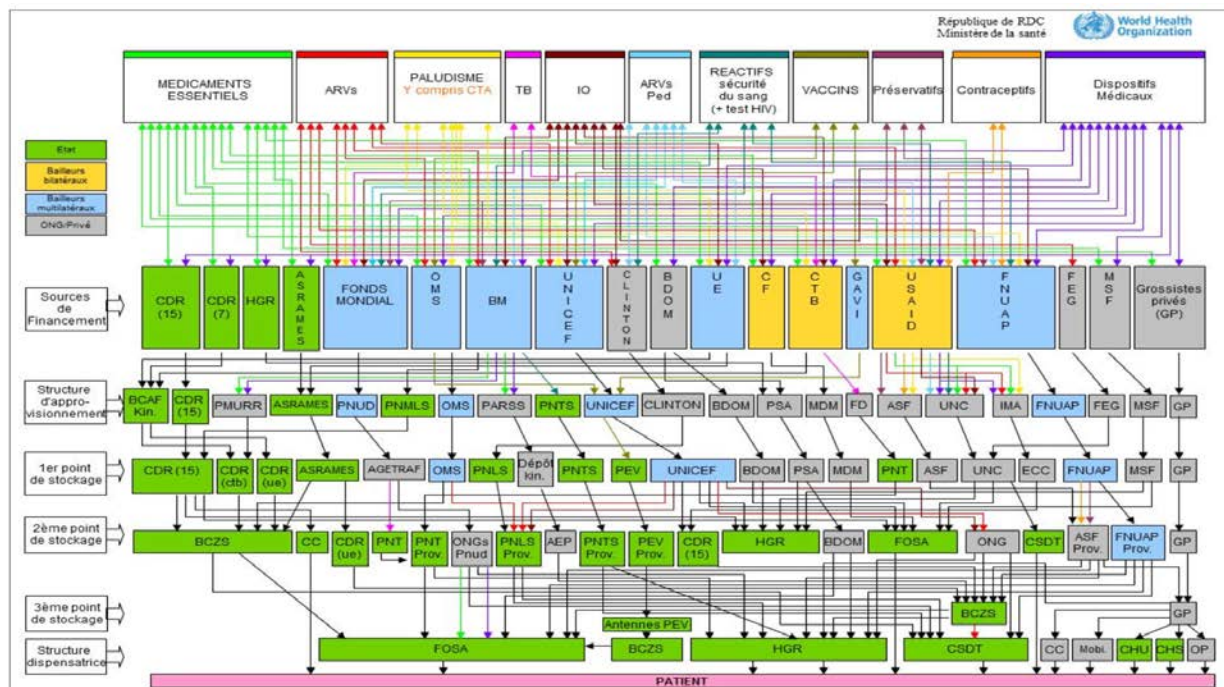 République de RDC
Ministère de la santé
World Health
Organization
MEDICAMENTS
ESSENTIELS
ARVs
PALUDISME
Y compris CTA
TB
IO
ARVs
Ped
REACTIFS
sécurité
du sang
(+ test HIV)
VACCINS
Préservatifs
Contraceptifs
Dispositifs
Médicaux
Etat
Bailleurs
bilatéraux
Bailleurs
multilatéraux
ONG/Privé
Sources
de
Financement
CDR
(15)
CDR
(7)
HGR
ASRAMES
FONDS
MONDIAL
OMS
BM
UNICEF
CLINTON
BDOM
UE
CF
CTB
GAVI
USAID
FNUAP
FEG
MSF
Grossistes
privés
(GP)
Structure
d'appro-
visionnement
BCAF
Kin.
CDR
(15)
PMURR
ASRAMES
PNUD
PNMLS
OMS
PARSS
PNTS
UNICEF
CLINTON
BDOM
PSA
MDM
FD
ASF
UNC
IMA
FNUAP
FEG
MSF
GP
1er point
de stockage
CDR (15)
CDR
(ctb)
CDR
(ue)
ASRAMES
AGETRAF
OMS
PNLS
Dépôt
kin.
PNTS
PEV
UNICEF
BDOM
PSA
MDM
PNT
ASF
UNC
ECC
FNUAP
MSF
GP
2ème point
de stockage
BCZS
CC
CDR
(ue)
PNT
PNT
Prov.
ONGs
Pnud
PNLS
Prov.
AEP
PNTS
Prov.
PEV
Prov.
CDR
(15)
HGR
BDOM
FOSA
ONG
CSDT
ASF
Prov.
FNUAP
Prov.
GP
3ème point
de stockage
BCZS
GP
Antennes PEV
Structure
dispensatrice
FOSA
BCZS
HGR
CSDT
CC
Mobi.
CHU
CHS
OP
PATIENT